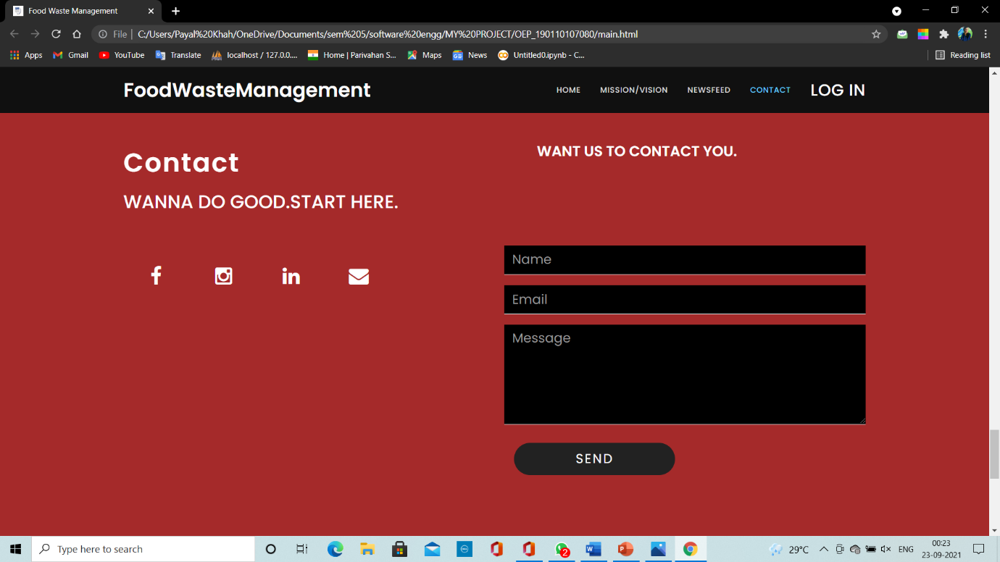 Food Waste Management
File | C:/Users/Payal%20Khah/OneDrive/Documents/sem%205/software%20engg/MY%20PROJECT/OEP_190110107080/main.html
Apps Gmail YouTube Translate localhost / 127.0.0.... Home | Parivahan S... Maps News Untitled0.ipynb - C... Reading list
FoodWasteManagement HOME MISSION/VISION NEWSFEED CONTACT LOG IN
WANT US TO CONTACT YOU.
Contact
WANNA DO GOOD.START HERE.
Name
Email
Message
SEND
Type here to search 2 29°C ENG 00:23
23-09-2021